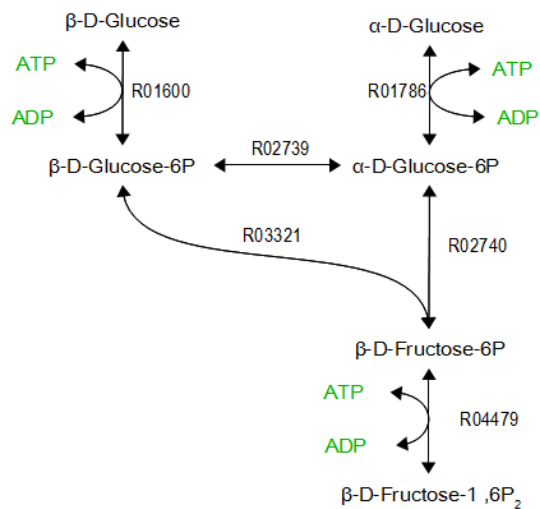 β-D-Glucose
α-D-Glucose
ATP
R01600
ADP
R01786
ATP
ADP
R02739
β-D-Glucose-6P
α-D-Glucose-6P
R03321
R02740
β-D-Fructose-6P
ATP
R04479
ADP
β-D-Fructose-1 ,6P₂